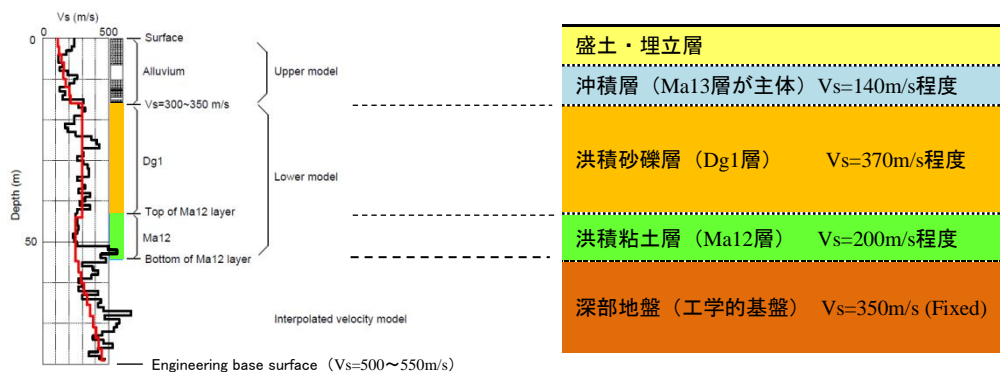 Vs (m/s)
0 500
0
50
Depth (m)
Surface
Alluvium
Vs=300~350 m/s
Dg1
Top of Ma12 layer
Ma12
Bottom of Ma12 layer
Upper model
Lower model
Interpolated velocity model
Engineering base surface（Vs=500～550m/s）
盛土・埋立層
沖積層（Ma13層が主体）Vs=140m/s程度
洪積砂礫層（Dg1層） Vs=370m/s程度
洪積粘土層（Ma12層） Vs=200m/s程度
深部地盤（工学的基盤） Vs=350m/s (Fixed)